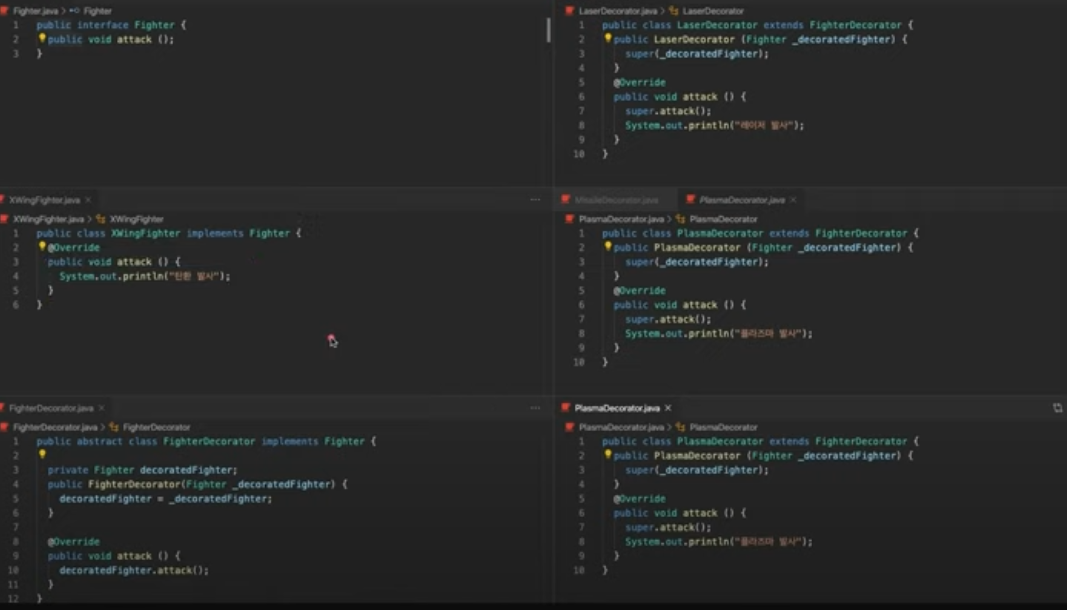 Fighter.java > Fighter
1 public interface Fighter {
2 public void attack ();
3 }
XWingFighter.java ×
XWingFighter.java > XWingFighter
1 public class XWingFighter implements Fighter {
2 @Override
3 public void attack () {
4 System.out.println("탄환 발사");
5 }
6 }
FighterDecorator.java ×
FighterDecorator.java > FighterDecorator
1 public abstract class FighterDecorator implements Fighter {
2
3 private Fighter decoratedFighter;
4 public FighterDecorator(Fighter _decoratedFighter) {
5 decoratedFighter = _decoratedFighter;
6 }
7
8 @Override
9 public void attack () {
10 decoratedFighter.attack();
11 }
12 }
LaserDecorator.java > LaserDecorator
1 public class LaserDecorator extends FighterDecorator {
2 public LaserDecorator (Fighter _decoratedFighter) {
3 super(_decoratedFighter);
4 }
5 @Override
6 public void attack () {
7 super.attack();
8 System.out.println("레이저 발사");
9 }
10 }
MissileDecorator.java PlasmaDecorator.java ×
PlasmaDecorator.java > PlasmaDecorator
1 public class PlasmaDecorator extends FighterDecorator {
2 public PlasmaDecorator (Fighter _decoratedFighter) {
3 super(_decoratedFighter);
4 }
5 @Override
6 public void attack () {
7 super.attack();
8 System.out.println("플라즈마 발사");
9 }
10 }
PlasmaDecorator.java ×
PlasmaDecorator.java > PlasmaDecorator
1 public class PlasmaDecorator extends FighterDecorator {
2 public PlasmaDecorator (Fighter _decoratedFighter) {
3 super(_decoratedFighter);
4 }
5 @Override
6 public void attack () {
7 super.attack();
8 System.out.println("플라즈마 발사");
9 }
10 }